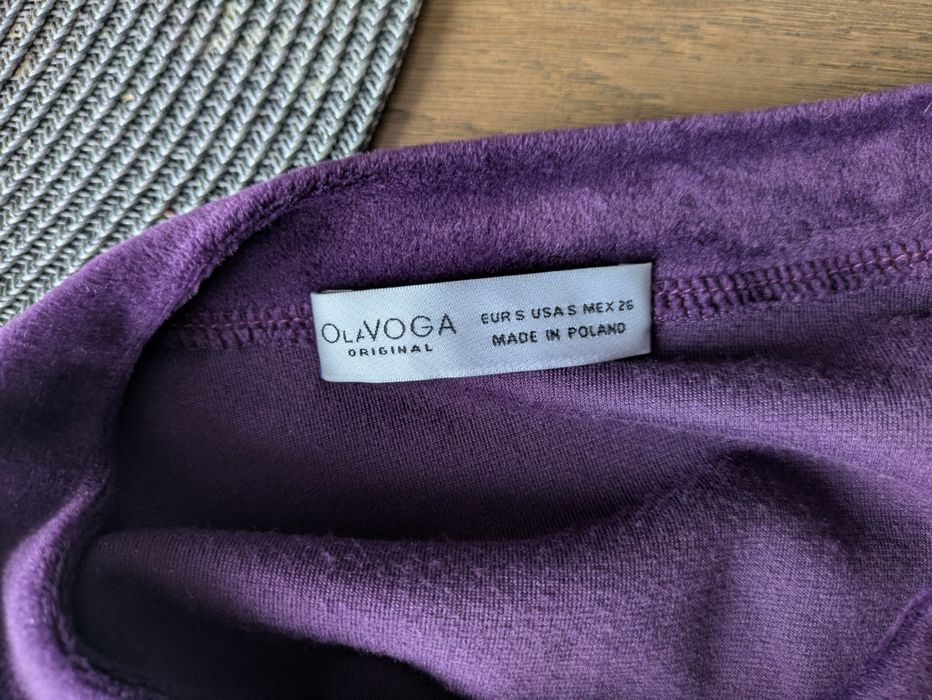 OLAVOGA
ORIGINAL
EUR S USA S MEX 26
MADE IN POLAND